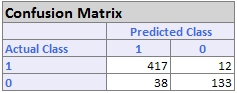 Confusion Matrix
Predicted Class
Actual Class 1 0
1 417 12
0 38 133